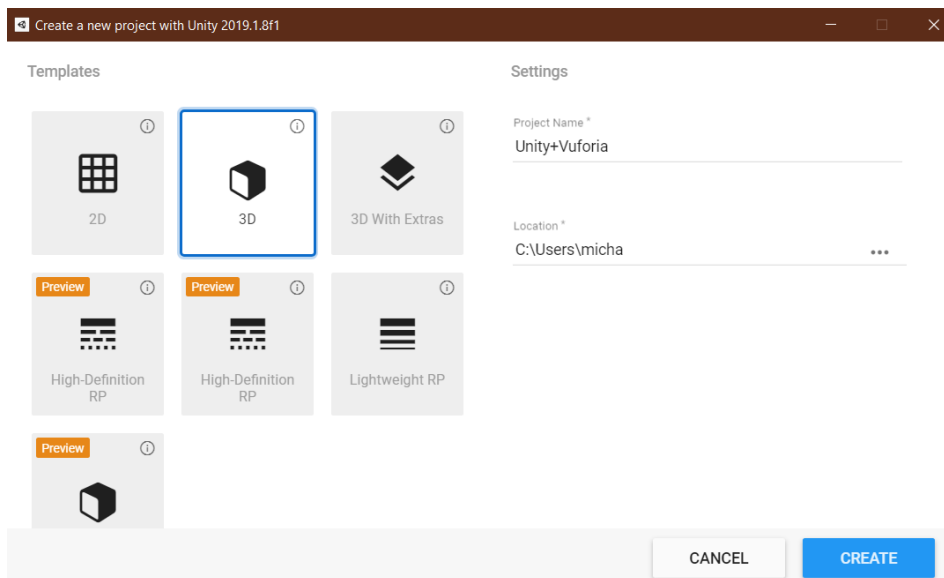 Create a new project with Unity 2019.1.8f1
Templates
Settings
2D
3D
3D With Extras
Project Name *
Unity+Vuforia
Location *
C:\Users\micha
Preview
High-Definition
RP
Preview
High-Definition
RP
Lightweight RP
Preview
CANCEL
CREATE